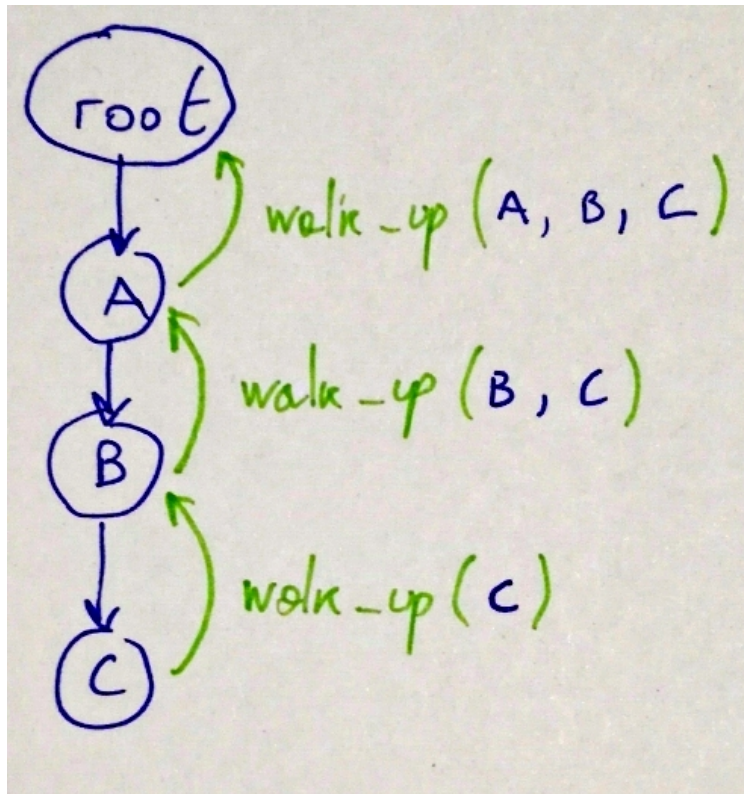 root
walk_up (A, B, C)
A
walk_up (B, C)
B
walk_up (C)
C